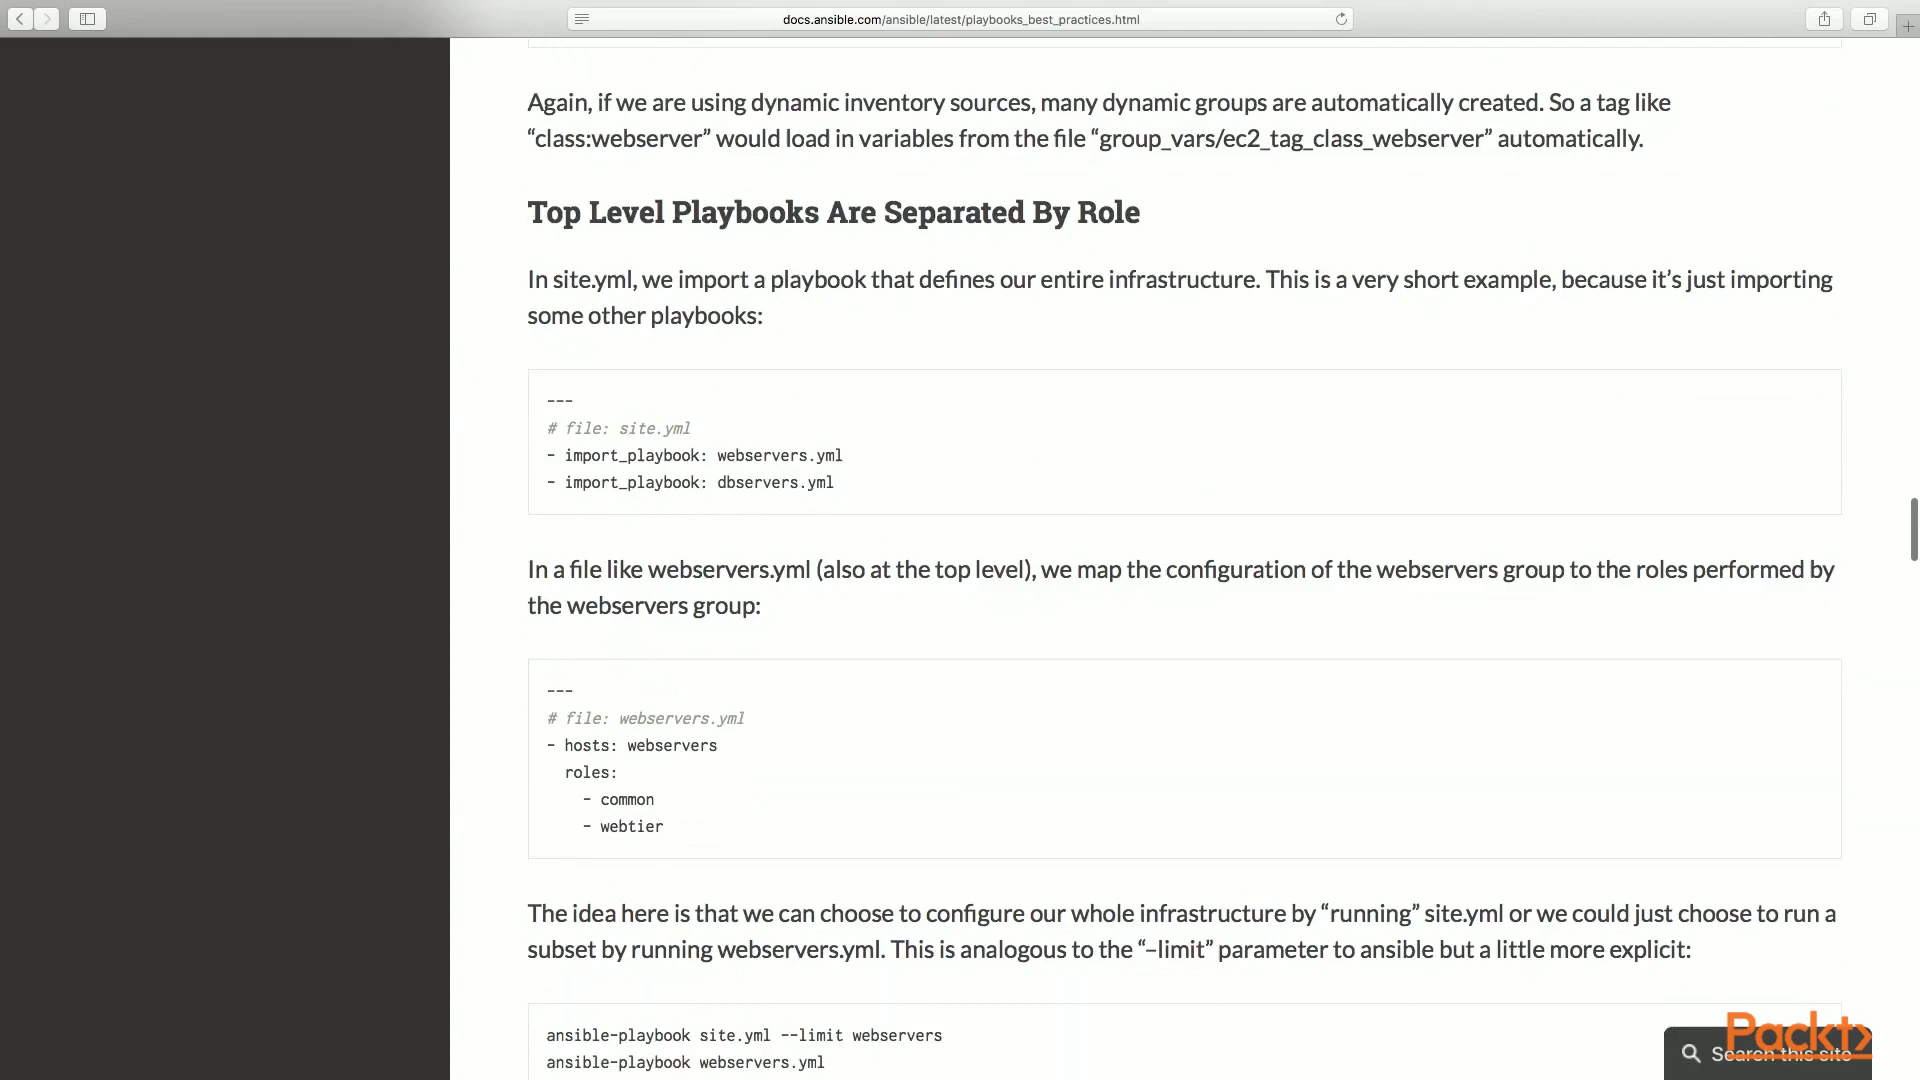 docs.ansible.com/ansible/latest/playbooks_best_practices.html
Again, if we are using dynamic inventory sources, many dynamic groups are automatically created. So a tag like
“class:webserver” would load in variables from the file “group_vars/ec2_tag_class_webserver” automatically.
Top Level Playbooks Are Separated By Role
In site.yml, we import a playbook that defines our entire infrastructure. This is a very short example, because it’s just importing
some other playbooks:
---
# file: site.yml
- import_playbook: webservers.yml
- import_playbook: dbservers.yml
In a file like webservers.yml (also at the top level), we map the configuration of the webservers group to the roles performed by
the webservers group:
---
# file: webservers.yml
- hosts: webservers
  roles:
    - common
    - webtier
The idea here is that we can choose to configure our whole infrastructure by “running” site.yml or we could just choose to run a
subset by running webservers.yml. This is analogous to the “–limit” parameter to ansible but a little more explicit:
ansible-playbook site.yml --limit webservers
ansible-playbook webservers.yml
Packt
Search this site